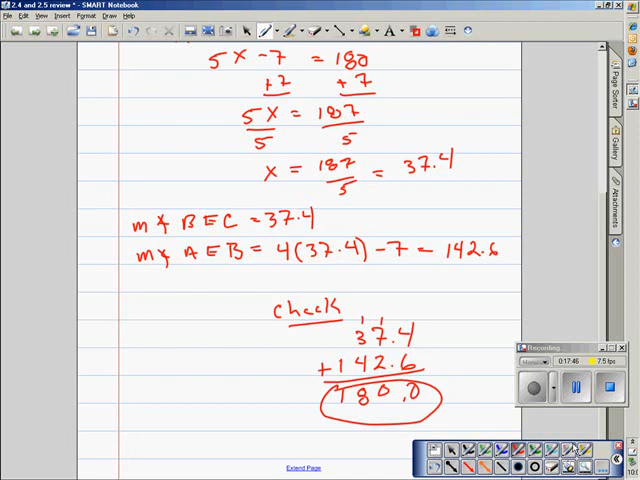 2.4 and 2.5 review * - SMART Notebook
File Edit View Insert Format Draw Help
5x - 7 = 180
+7 +7
5x = 187
5 5
x = 187/5 = 37.4
m∡ BEC = 37.4
m∡ AEB = 4(37.4) - 7 = 142.6
check
1 1
37.4
+142.6
180.0
Extend Page
Page Sorter
Gallery
Attachments
Recording...
Menu
17:46
7.5 fps